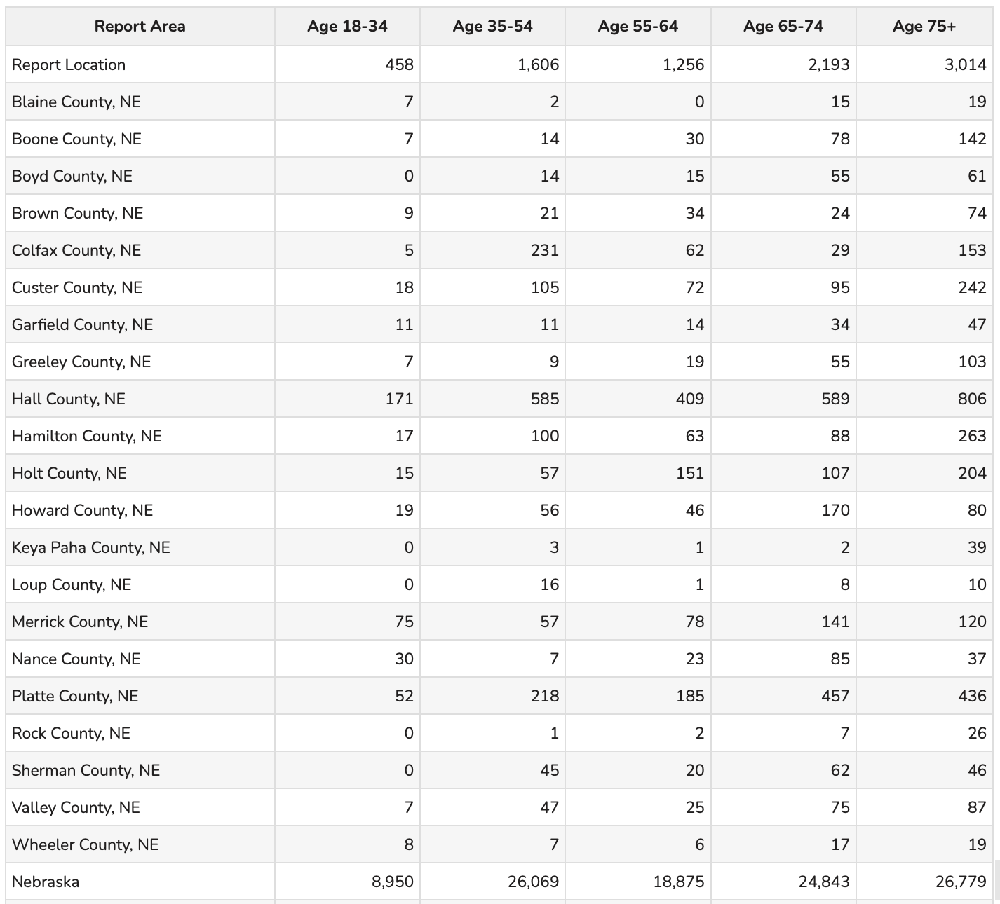 Report Area Age 18-34 Age 35-54 Age 55-64 Age 65-74 Age 75+
Report Location 458 1,606 1,256 2,193 3,014
Blaine County, NE 7 2 0 15 19
Boone County, NE 7 14 30 78 142
Boyd County, NE 0 14 15 55 61
Brown County, NE 9 21 34 24 74
Colfax County, NE 5 231 62 29 153
Custer County, NE 18 105 72 95 242
Garfield County, NE 11 11 14 34 47
Greeley County, NE 7 9 19 55 103
Hall County, NE 171 585 409 589 806
Hamilton County, NE 17 100 63 88 263
Holt County, NE 15 57 151 107 204
Howard County, NE 19 56 46 170 80
Keya Paha County, NE 0 3 1 2 39
Loup County, NE 0 16 1 8 10
Merrick County, NE 75 57 78 141 120
Nance County, NE 30 7 23 85 37
Platte County, NE 52 218 185 457 436
Rock County, NE 0 1 2 7 26
Sherman County, NE 0 45 20 62 46
Valley County, NE 7 47 25 75 87
Wheeler County, NE 8 7 6 17 19
Nebraska 8,950 26,069 18,875 24,843 26,779